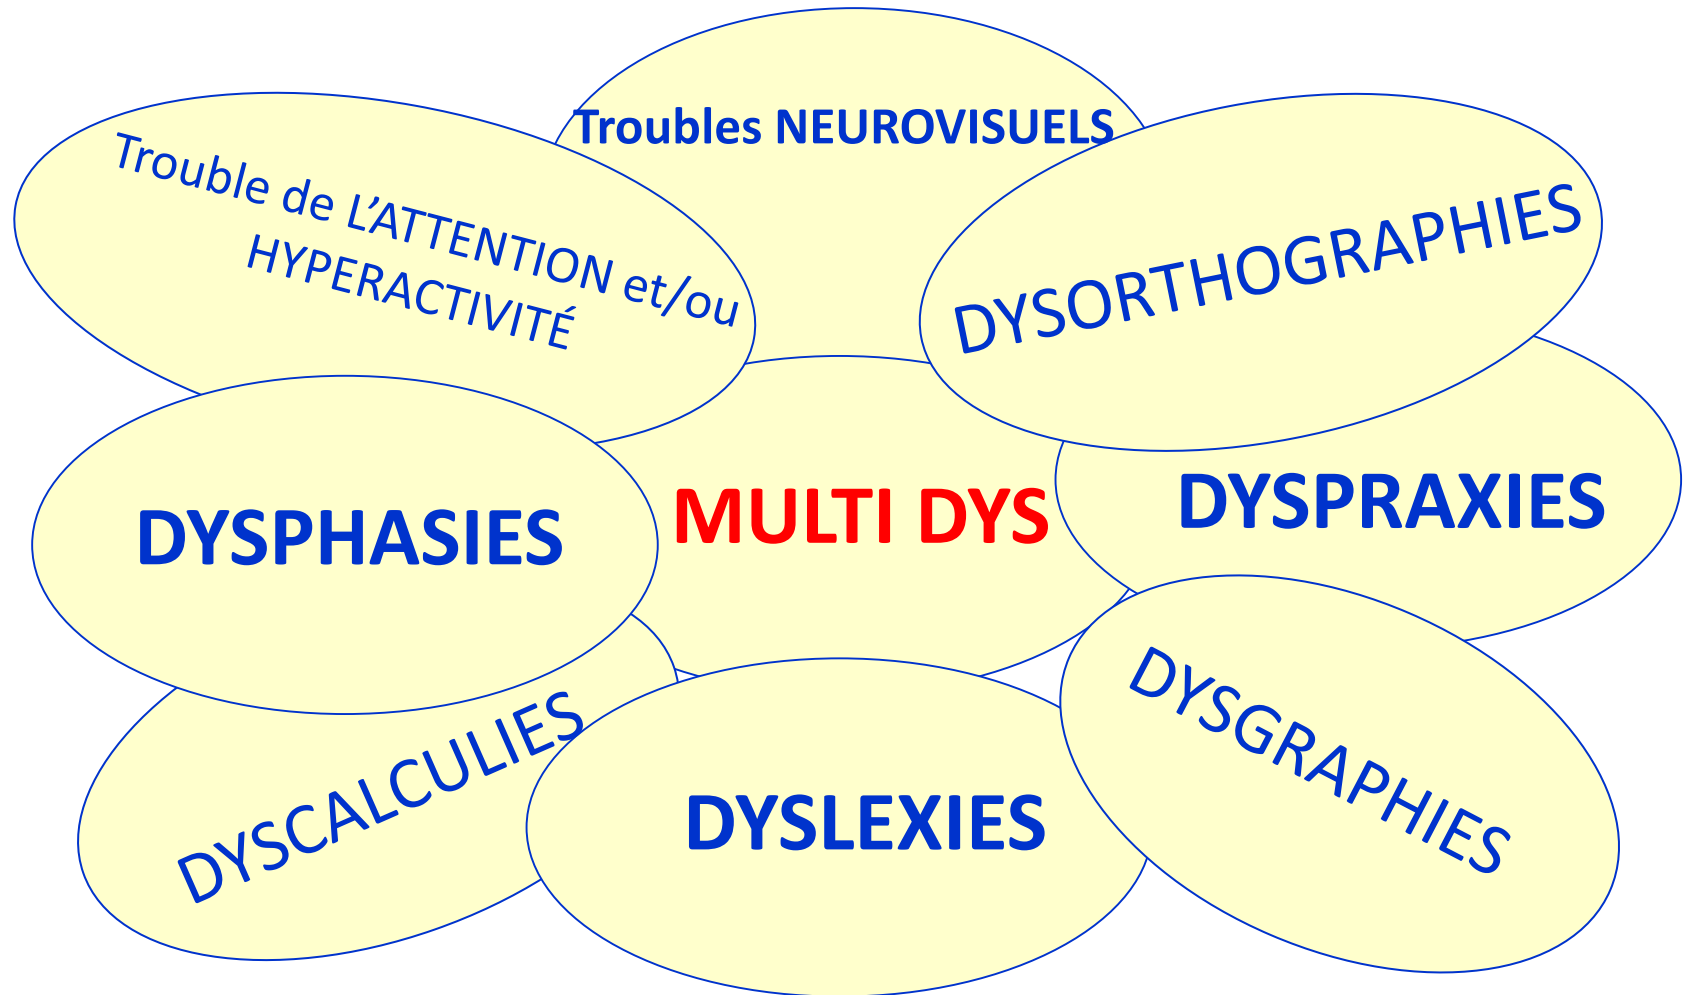 Troubles NEUROVISUELS
Trouble de L’ATTENTION et/ou
HYPERACTIVITÉ
DYSORTHOGRAPHIES
DYSPHASIES
MULTI DYS
DYSPRAXIES
DYSCALCULIES
DYSLEXIES
DYSGRAPHIES